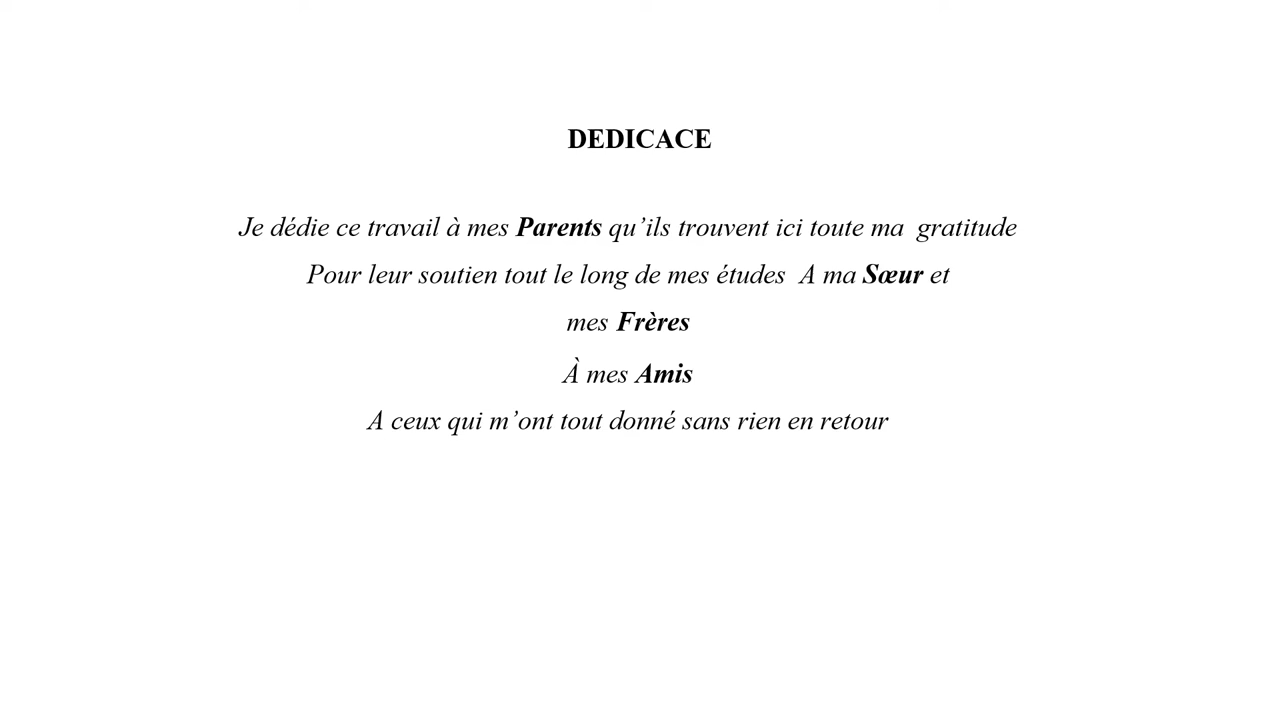 DEDICACE
Je dédie ce travail à mes Parents qu’ils trouvent ici toute ma  gratitude
Pour leur soutien tout le long de mes études  A ma Sœur et
mes Frères
À mes Amis
A ceux qui m’ont tout donné sans rien en retour